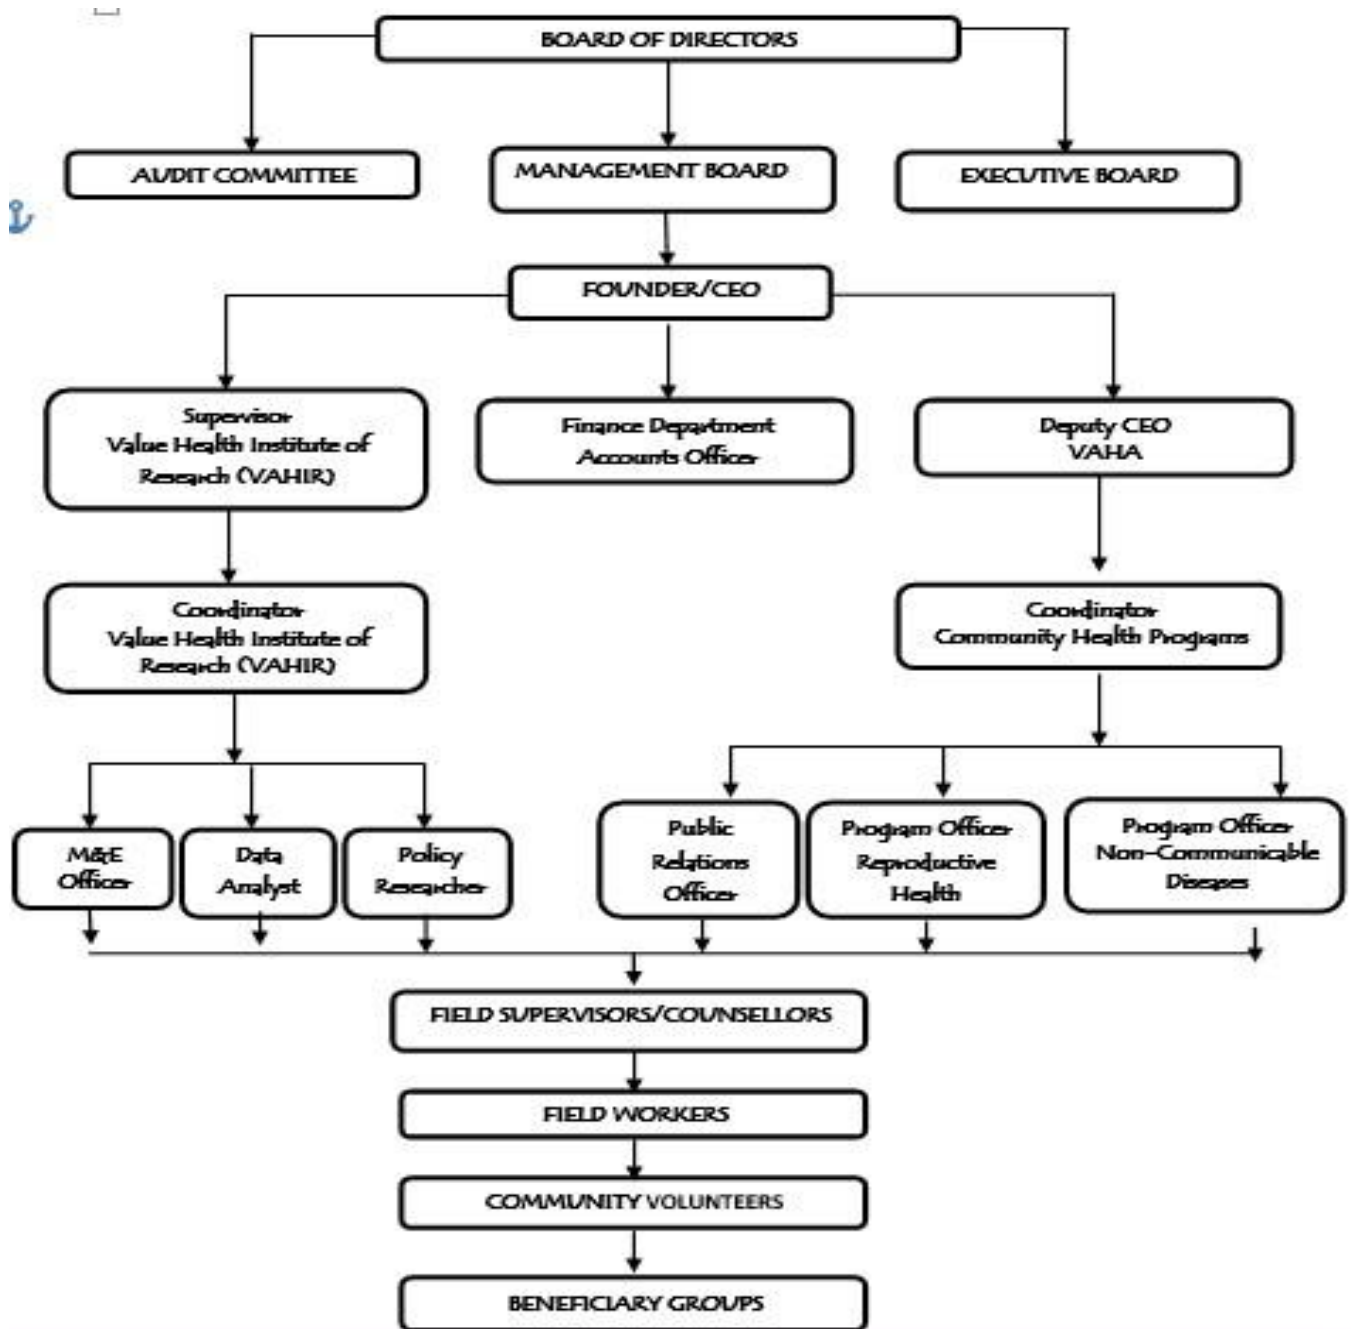 BOARD OF DIRECTORS
AUDIT COMMITTEE
MANAGEMENT BOARD
EXECUTIVE BOARD
FOUNDER/CEO
Supervisor
Value Health Institute of
Research (VAHIR)
Finance Department
Accounts Officer
Deputy CEO
VAHA
Coordinator
Value Health Institute of
Research (VAHIR)
Coordinator
Community Health Programs
M&E
Officer
Data
Analyst
Policy
Researcher
Public
Relations
Officer
Program Officer
Reproductive
Health
Program Officer
Non-Communicable
Diseases
FIELD SUPERVISORS/COUNSELLORS
FIELD WORKERS
COMMUNITY VOLUNTEERS
BENEFICIARY GROUPS